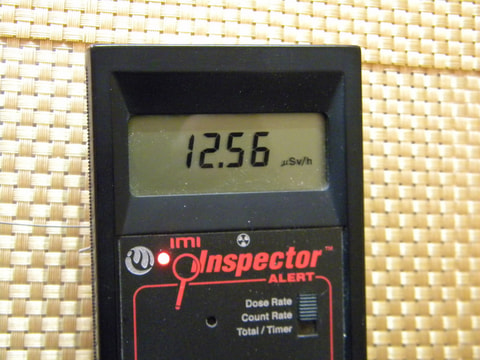 12.56 µSv/h
imi
Inspector™
ALERT
Dose Rate
Count Rate
Total / Timer